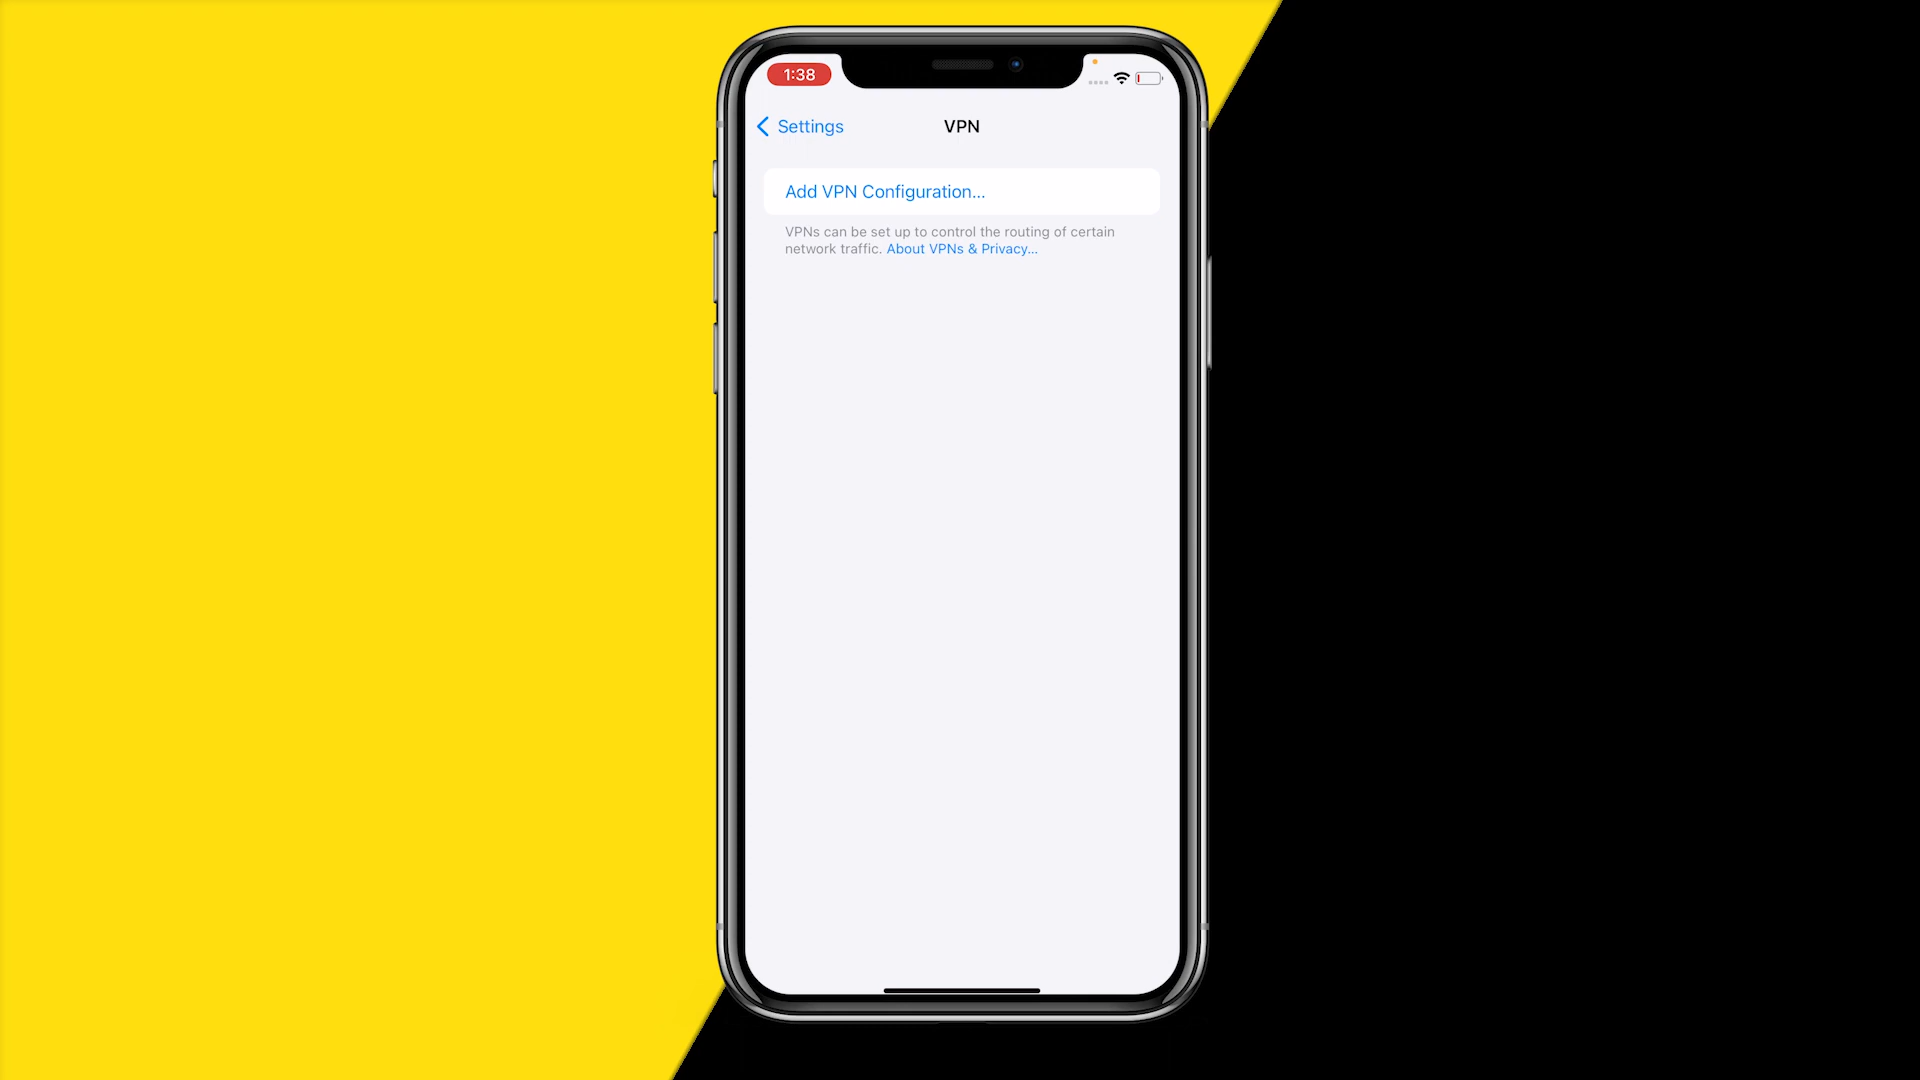 1:38
Settings
VPN
Add VPN Configuration...
VPNs can be set up to control the routing of certain
network traffic. About VPNs & Privacy...